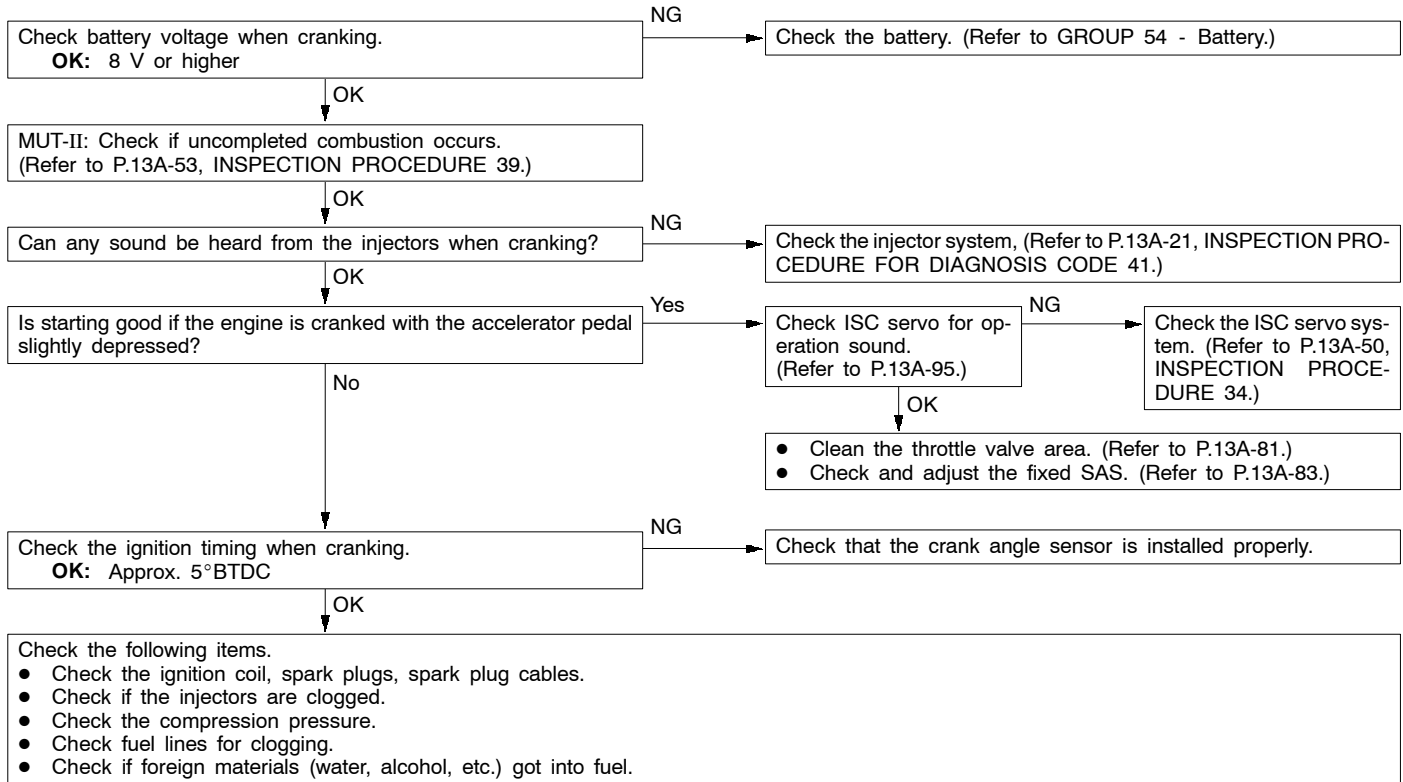 NG
Check battery voltage when cranking.
OK: 8 V or higher
Check the battery. (Refer to GROUP 54 - Battery.)
OK
MUT-II: Check if uncompleted combustion occurs.
(Refer to P.13A-53, INSPECTION PROCEDURE 39.)
OK
NG
Can any sound be heard from the injectors when cranking?
Check the injector system, (Refer to P.13A-21, INSPECTION PRO-
CEDURE FOR DIAGNOSIS CODE 41.)
OK
Yes
Is starting good if the engine is cranked with the accelerator pedal
slightly depressed?
Check ISC servo for op-
eration sound.
(Refer to P.13A-95.)
NG
Check the ISC servo sys-
tem. (Refer to P.13A-50,
INSPECTION PROCE-
DURE 34.)
No
OK
● Clean the throttle valve area. (Refer to P.13A-81.)
● Check and adjust the fixed SAS. (Refer to P.13A-83.)
NG
Check the ignition timing when cranking.
OK: Approx. 5°BTDC
Check that the crank angle sensor is installed properly.
OK
Check the following items.
● Check the ignition coil, spark plugs, spark plug cables.
● Check if the injectors are clogged.
● Check the compression pressure.
● Check fuel lines for clogging.
● Check if foreign materials (water, alcohol, etc.) got into fuel.